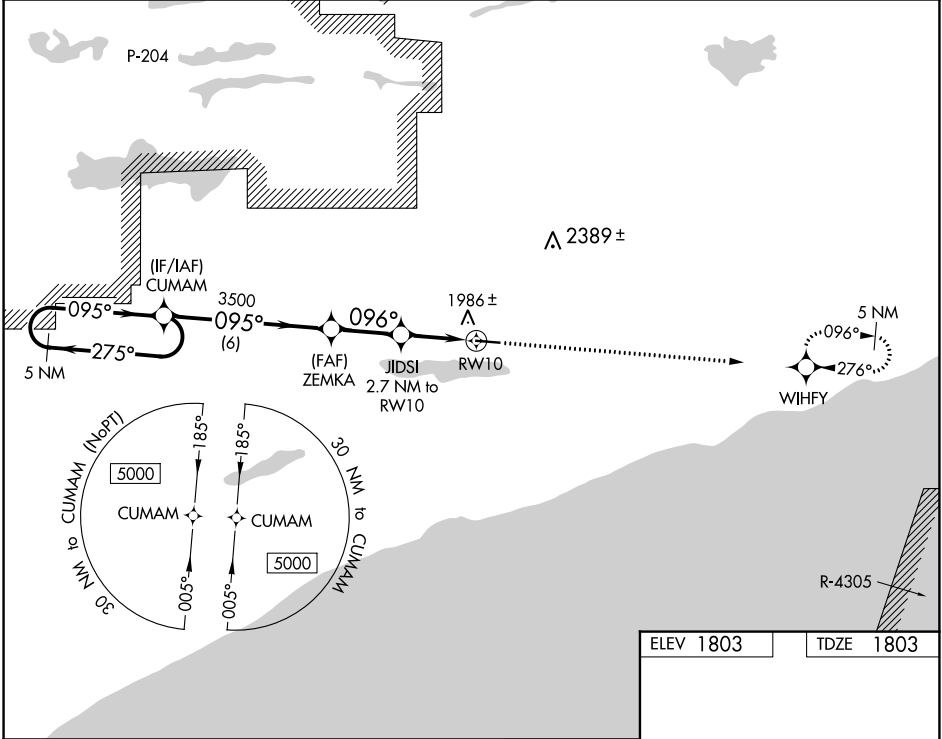 P-204
2389 ±
(IF/IAF)
CUMAM
3500
095°
095°
(6)
096°
1986 ±
275°
5 NM
(FAF)
ZEMKA
JIDSI
2.7 NM to
RW10
RW10
5 NM
096°
276°
WIHFY
30 NM to CUMAM (NoPT)
5000
185°
CUMAM
005°
185°
CUMAM
5000
005°
30 NM to CUMAM
R-4305
ELEV 1803
TDZE 1803